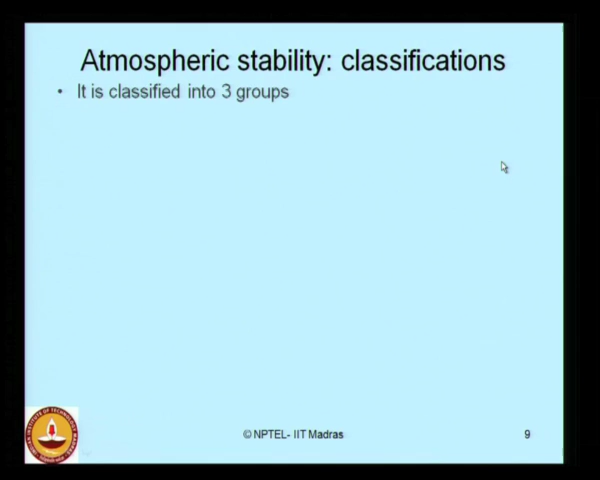 Atmospheric stability: classifications
• It is classified into 3 groups
© NPTEL- IIT Madras
9